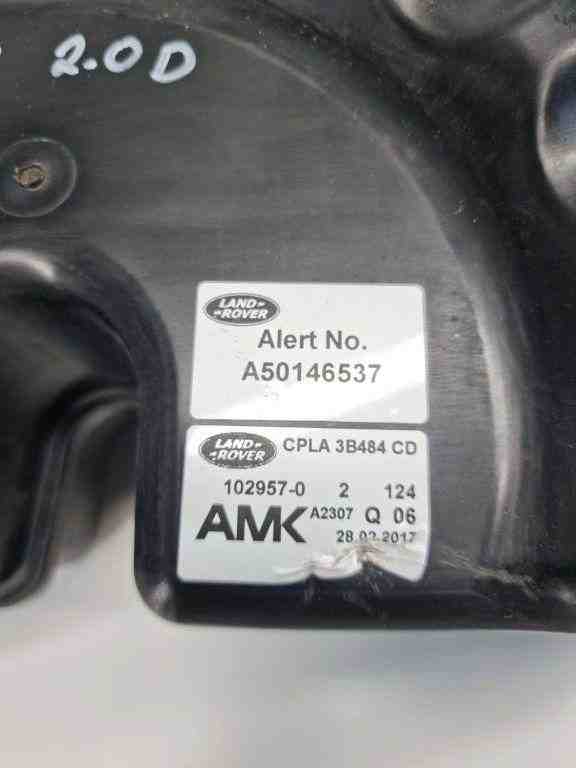 2.0D
LAND ROVER
Alert No.
A50146537
LAND ROVER CPLA 3B484 CD
102957-0 2 124
AMK A2307 Q 06
28.02.2017